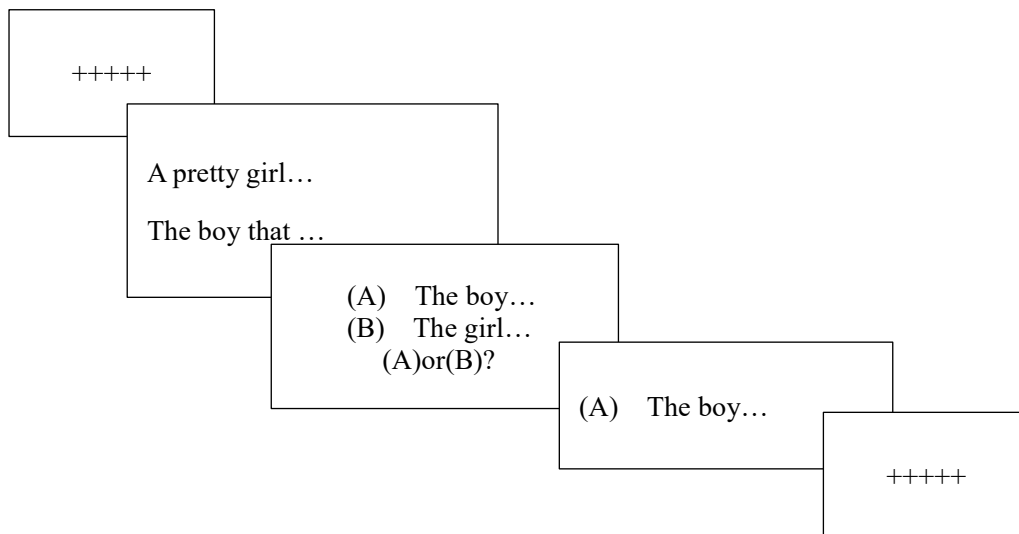 +++++
A pretty girl…
The boy that …
(A) The boy…
(B) The girl…
(A)or(B)?
(A) The boy…
+++++